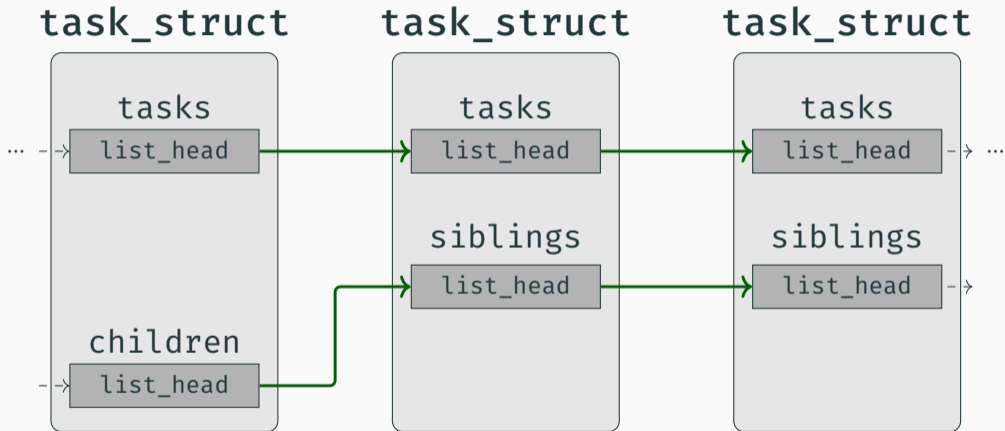 task_struct task_struct task_struct
tasks tasks tasks
... list_head list_head list_head ...
siblings siblings
list_head list_head
children
list_head